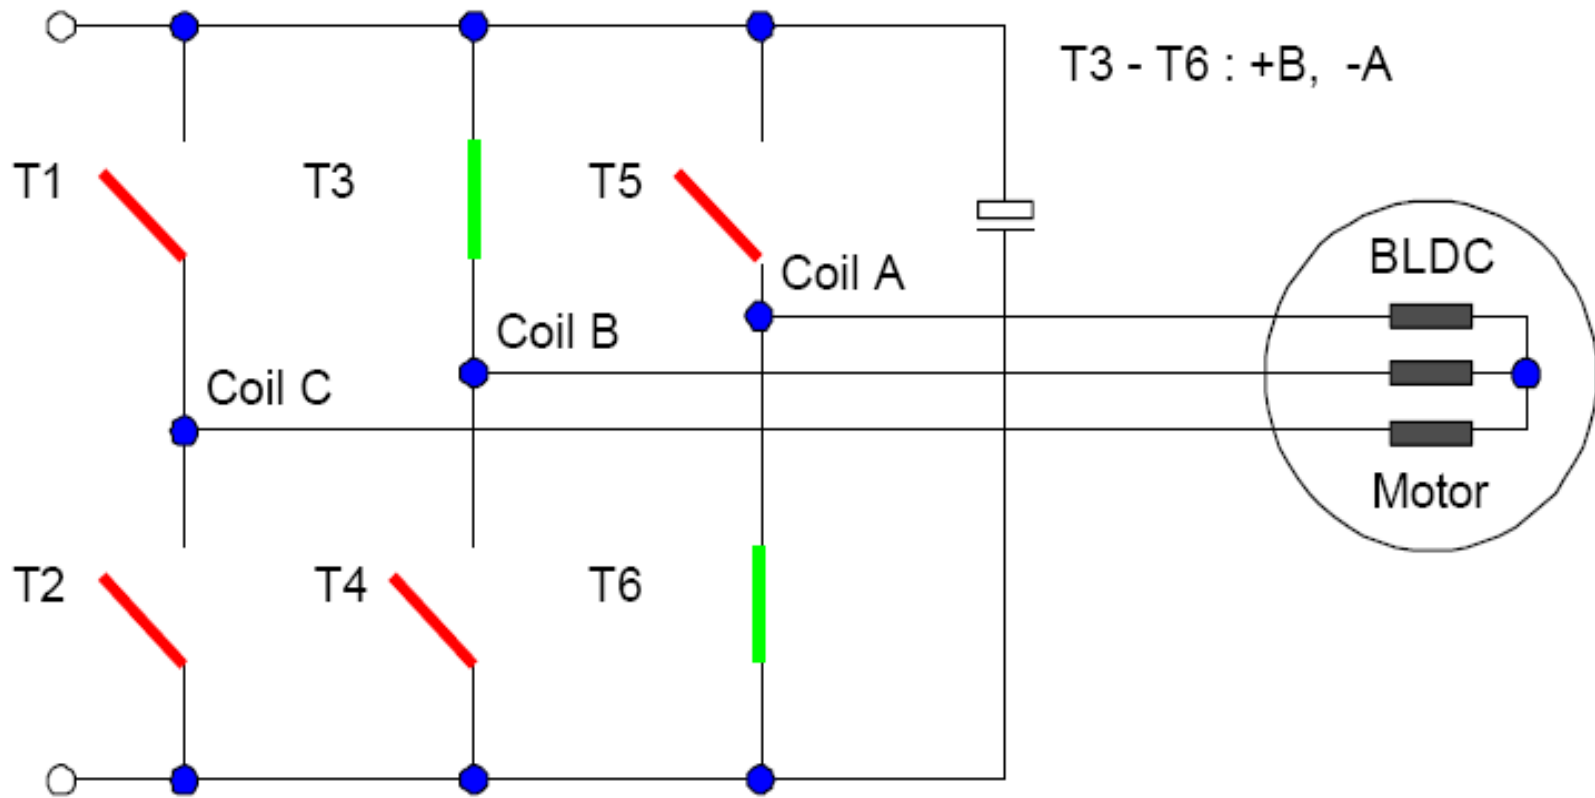 T3 - T6 : +B, -A
T1
T3
T5
Coil A
BLDC
Coil B
Coil C
Motor
T2
T4
T6